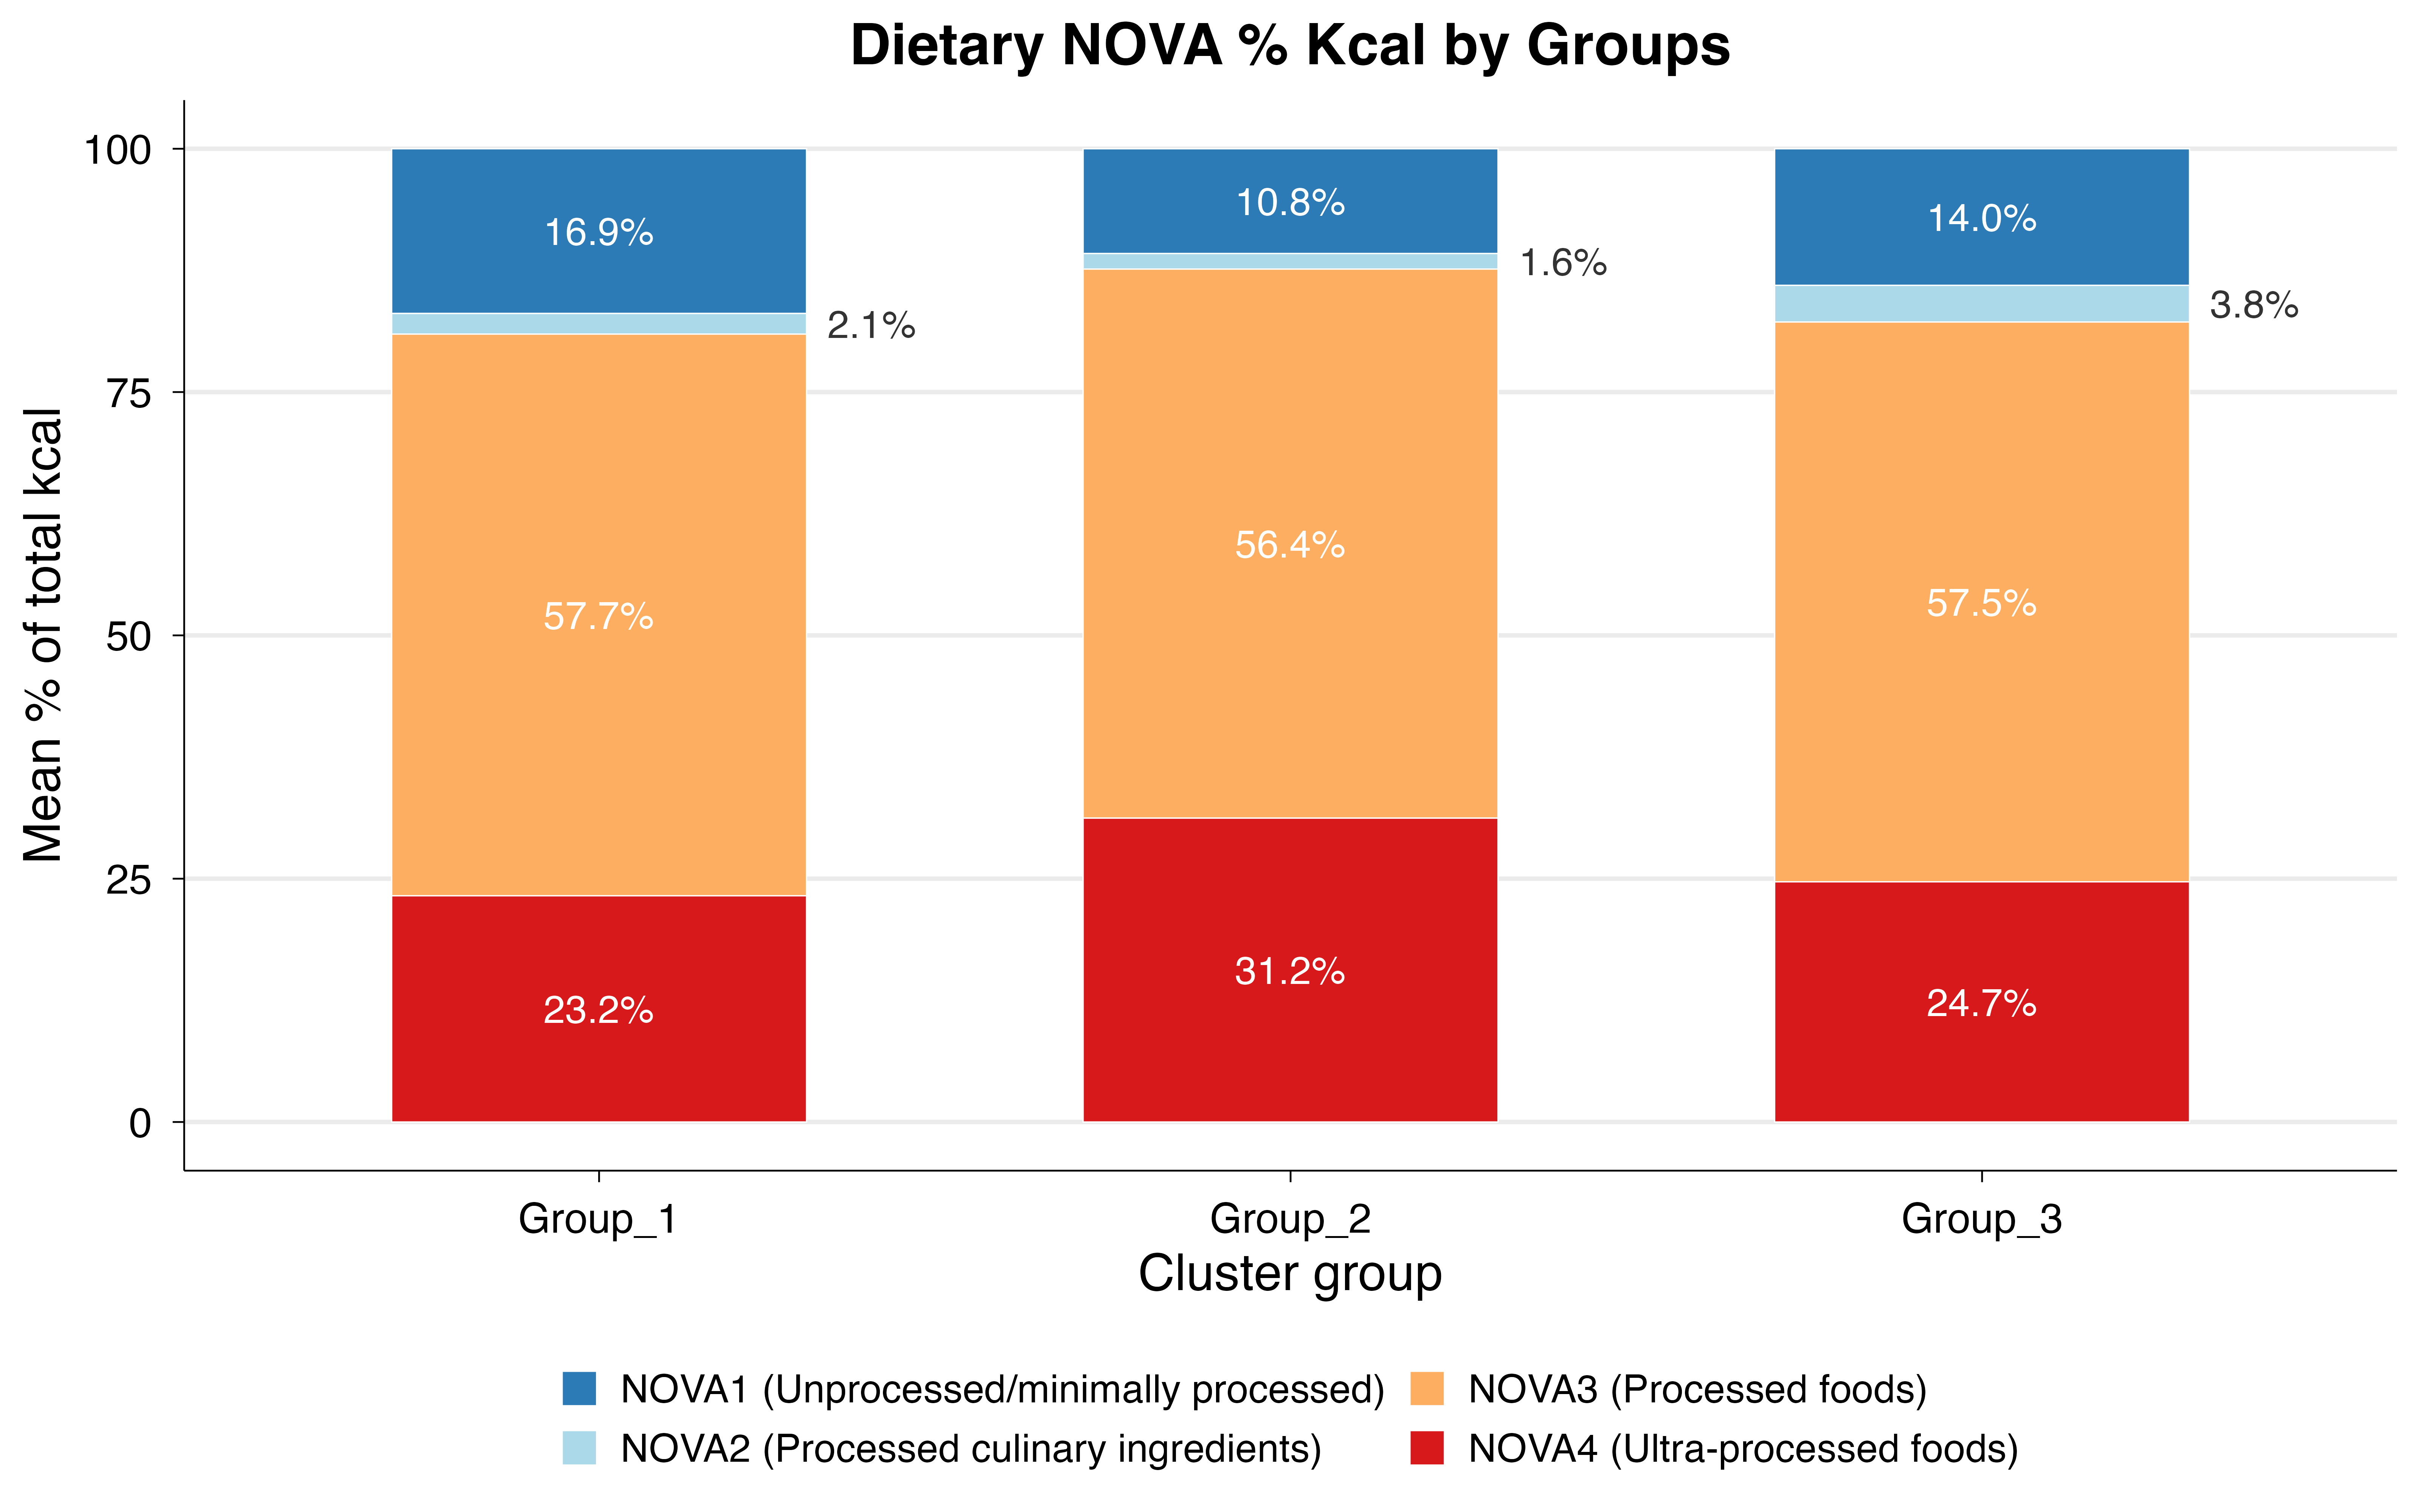 Dietary NOVA % Kcal by Groups
Mean % of total kcal
100
75
50
25
0
16.9%
2.1%
57.7%
23.2%
10.8%
1.6%
56.4%
31.2%
14.0%
3.8%
57.5%
24.7%
Group_1
Group_2
Group_3
Cluster group
NOVA1 (Unprocessed/minimally processed)
NOVA2 (Processed culinary ingredients)
NOVA3 (Processed foods)
NOVA4 (Ultra-processed foods)